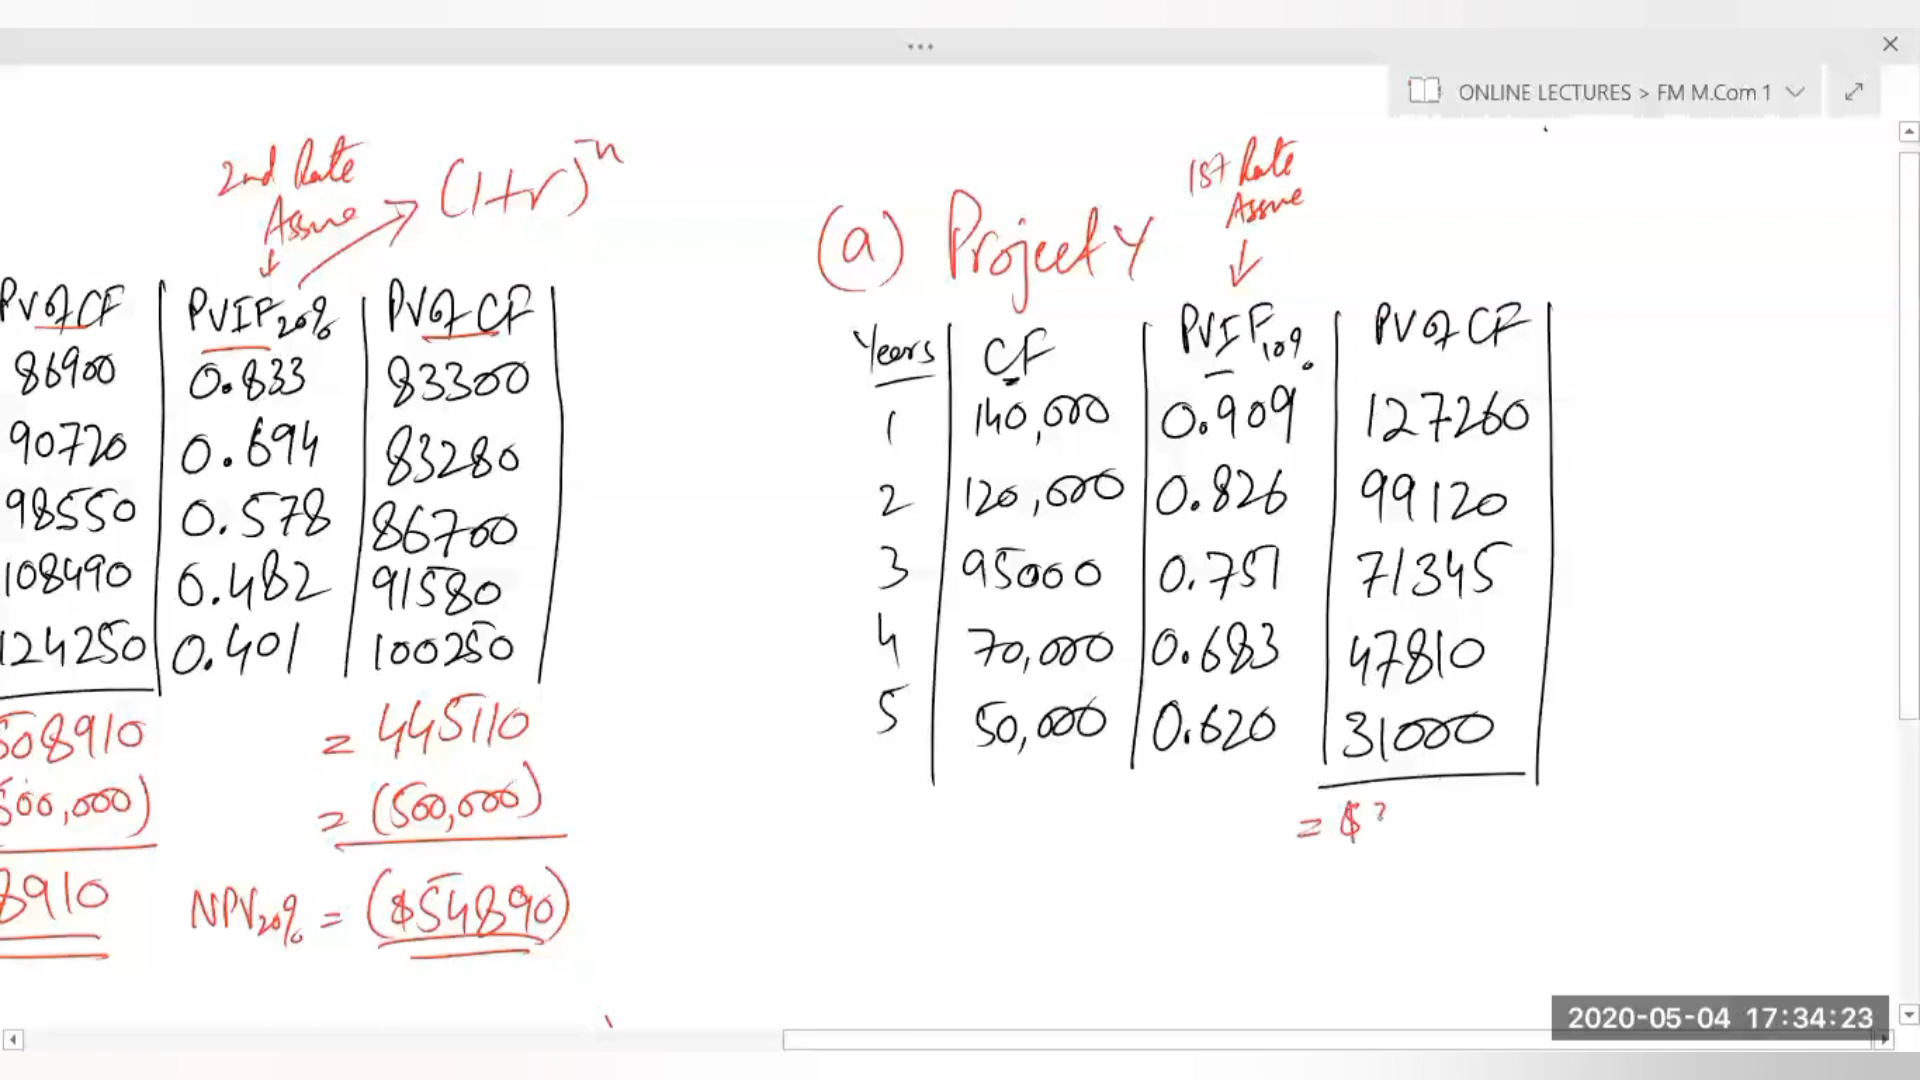 ONLINE LECTURES > FM M.Com 1
2nd Rate
Assue
(1+r)^-n
PV of CF | PVIF20% | PV of CF
86900 | 0.833 | 83300
90720 | 0.694 | 83280
98550 | 0.578 | 86700
108490 | 0.482 | 91580
124250 | 0.401 | 100250
508910 = 445110
500,000) = (500,000)
8910 NPV20% = ($54890)
1st Rate
Assue
(a) Project Y
Years | CF | PVIF10% | PV of CF
1 | 140,000 | 0.909 | 127260
2 | 120,000 | 0.826 | 99120
3 | 95000 | 0.751 | 71345
4 | 70,000 | 0.683 | 47810
5 | 50,000 | 0.620 | 31000
= $
2020-05-04 17:34:23